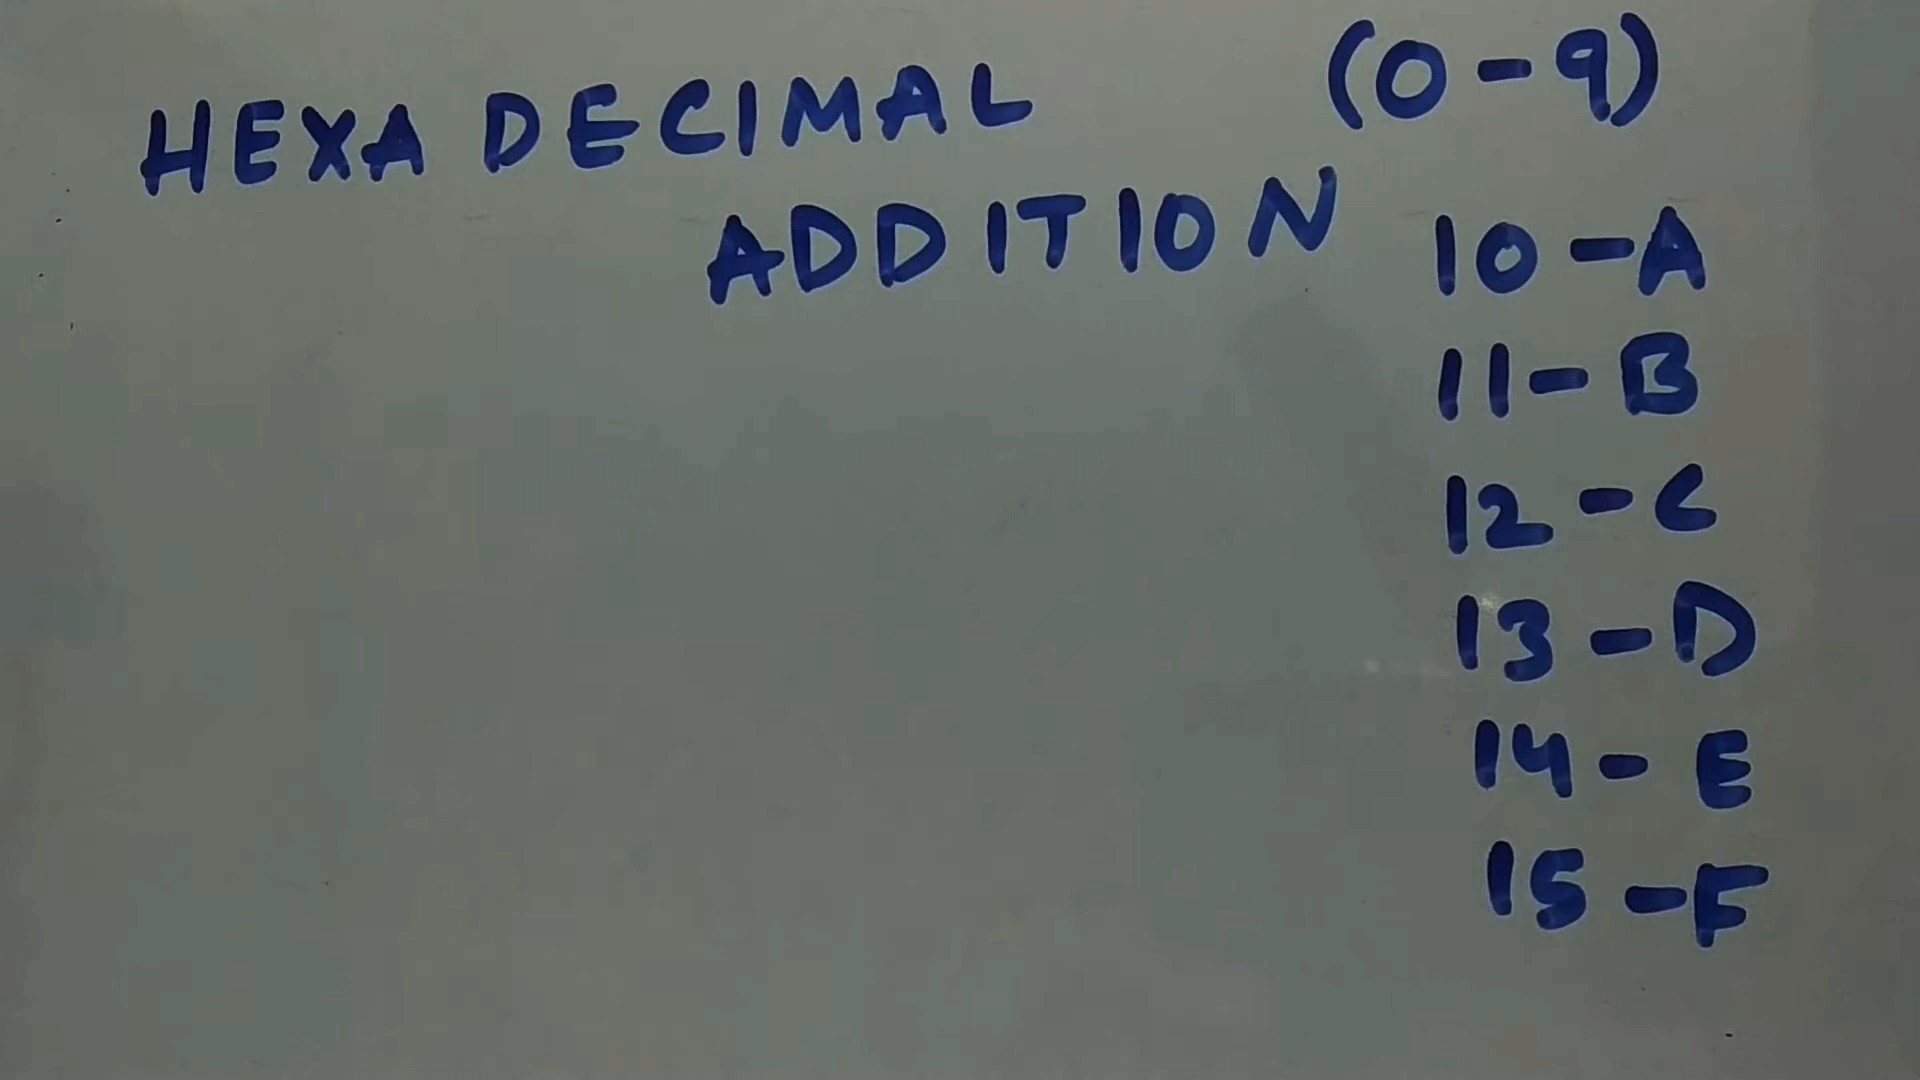 HEXA DECIMAL
ADDITION
(0-9)
10-A
11-B
12-C
13-D
14-E
15-F